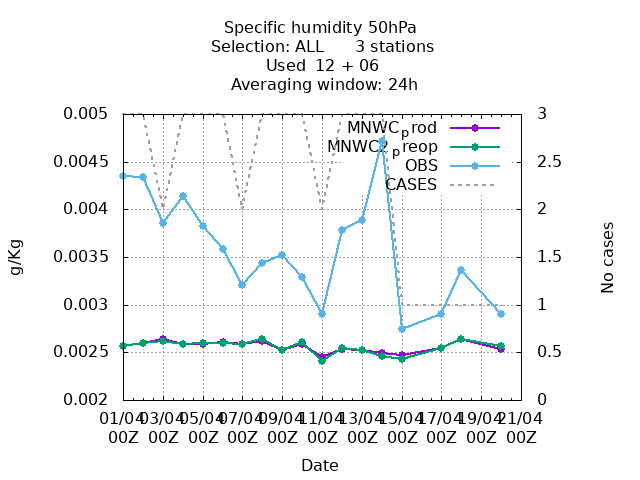 Specific humidity 50hPa
Selection: ALL 3 stations
Used 12 + 06
Averaging window: 24h
MNWC_prod
MNWC2_preop
OBS
CASES
0.005
0.0045
0.004
0.0035
0.003
0.0025
0.002
3
2.5
2
1.5
1
0.5
0
g/Kg
No cases
01/04 03/04 05/04 07/04 09/04 11/04 13/04 15/04 17/04 19/04 21/04
00Z 00Z 00Z 00Z 00Z 00Z 00Z 00Z 00Z 00Z 00Z
Date